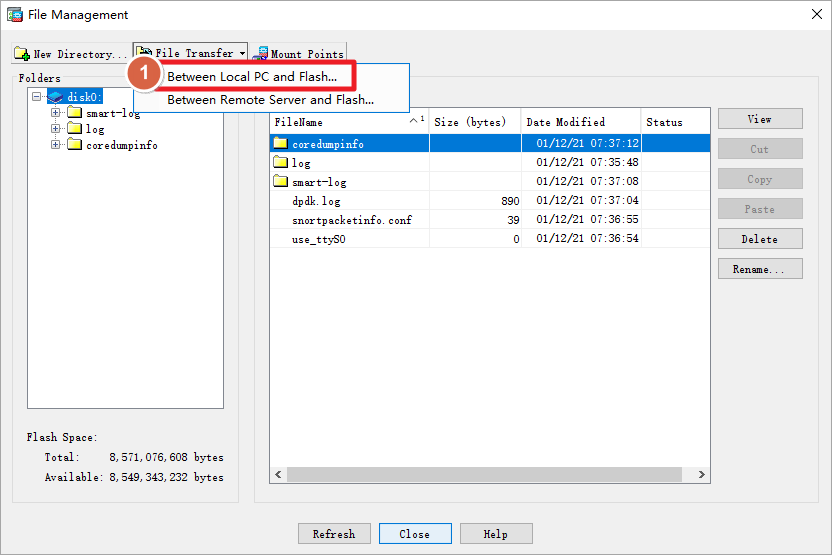 File Management
New Directory... File Transfer Mount Points
1 Between Local PC and Flash...
Between Remote Server and Flash...
Folders
disk0:
smart-log
log
coredumpinfo
FileName 1 Size (bytes) Date Modified Status
coredumpinfo 01/12/21 07:37:12
log 01/12/21 07:35:48
smart-log 01/12/21 07:37:08
dpdk.log 890 01/12/21 07:37:04
snortpacketinfo.conf 39 01/12/21 07:36:55
use_ttyS0 0 01/12/21 07:36:54
View
Cut
Copy
Paste
Delete
Rename...
Flash Space:
Total: 8,571,076,608 bytes
Available: 8,549,343,232 bytes
Refresh Close Help